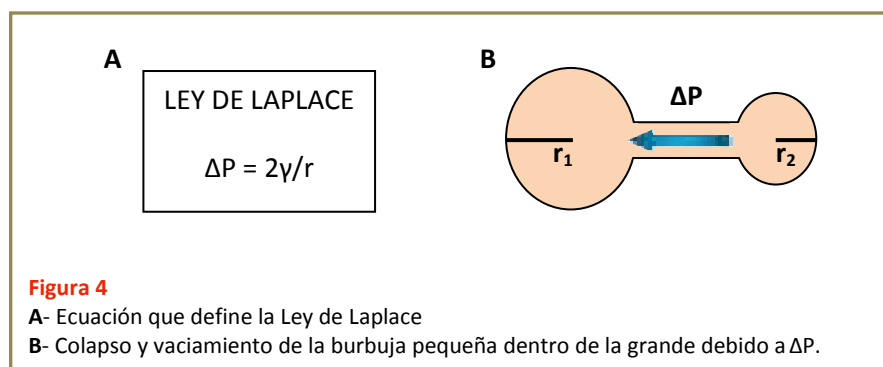 A
LEY DE LAPLACE
ΔP = 2γ/r
B
ΔP
r₁
r₂
Figura 4
A- Ecuación que define la Ley de Laplace
B- Colapso y vaciamiento de la burbuja pequeña dentro de la grande debido a ΔP.